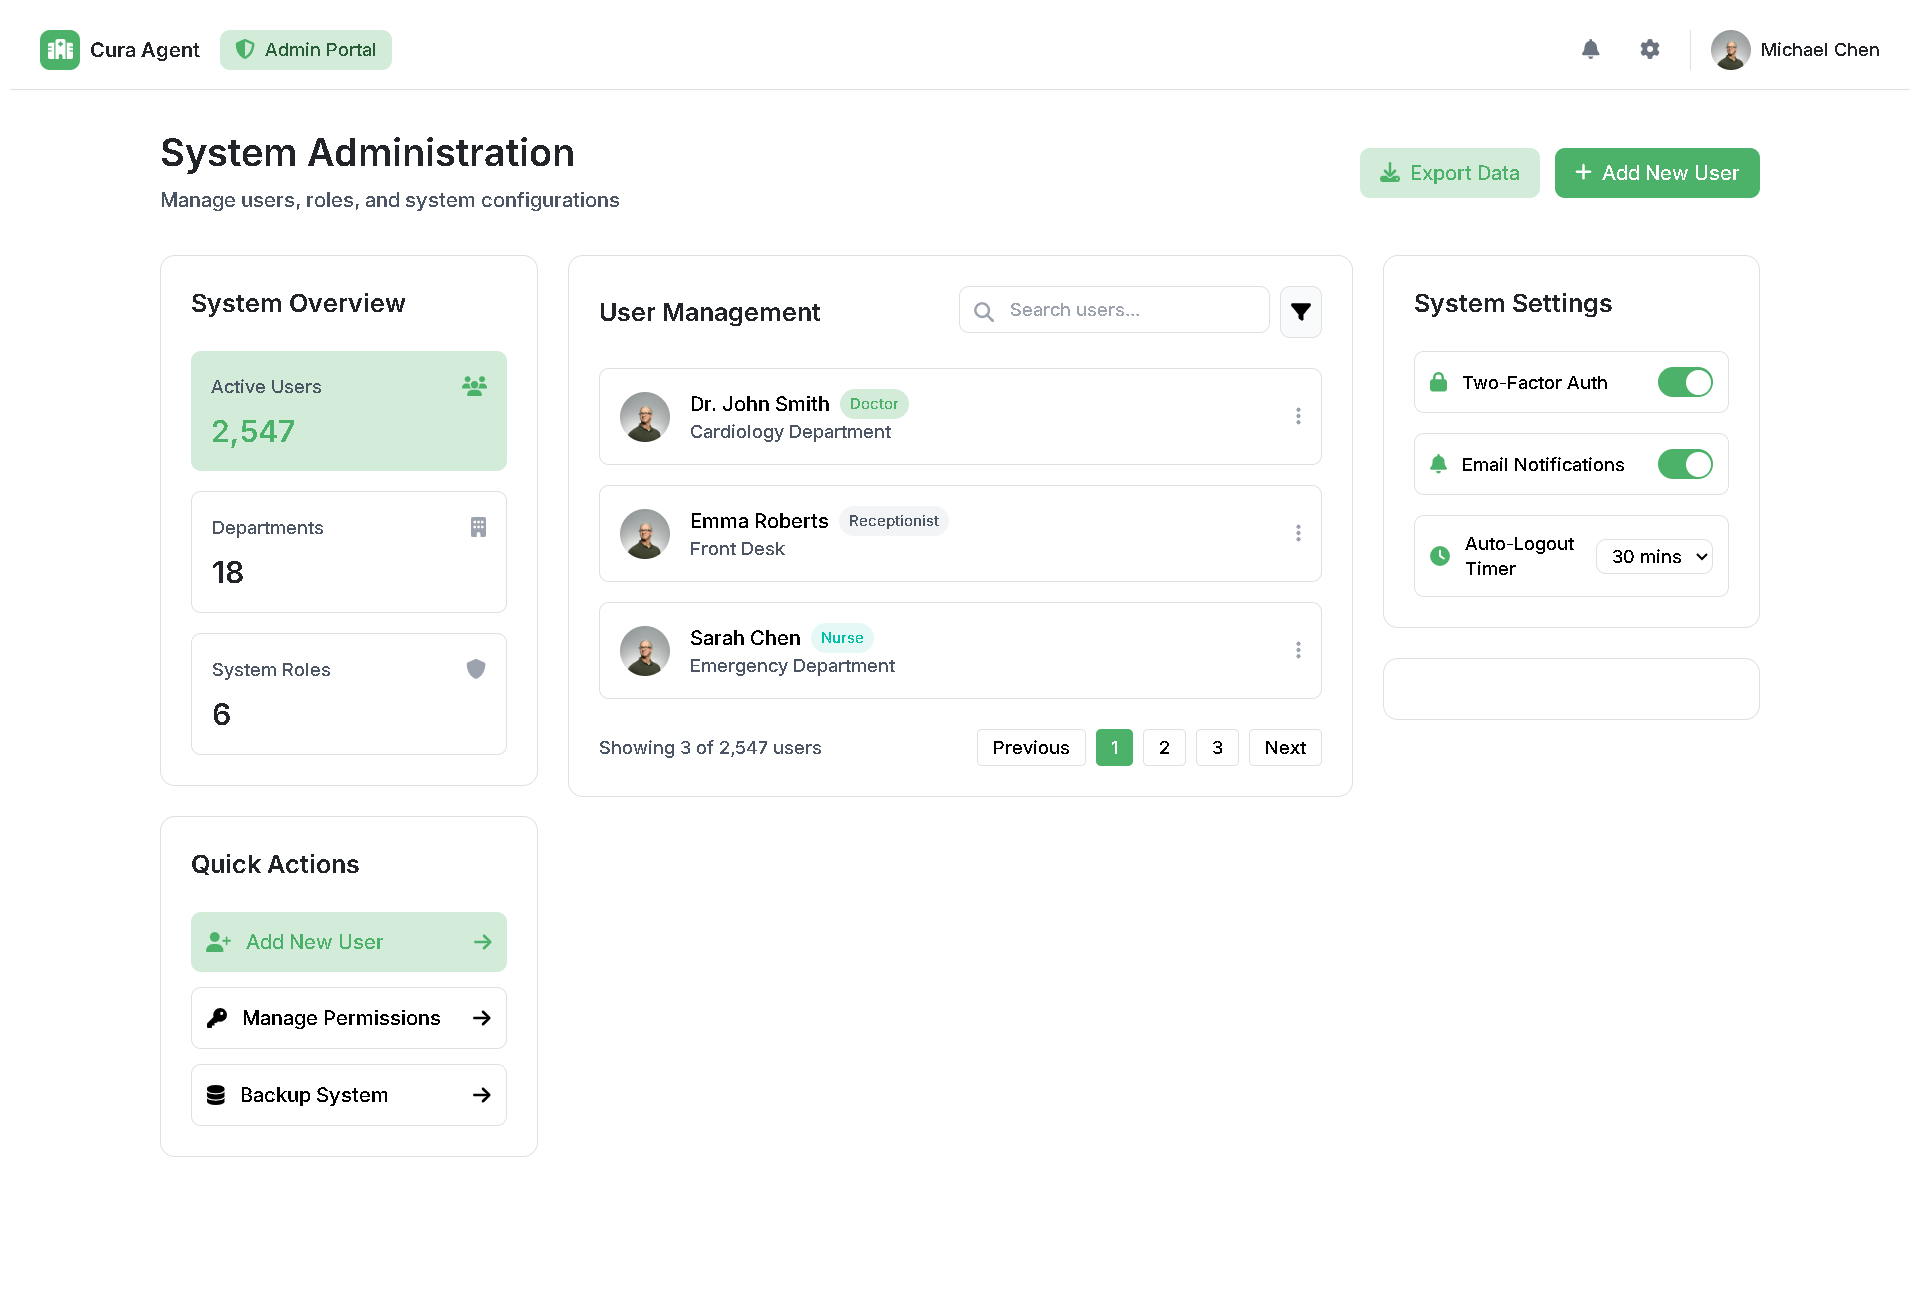 Cura Agent
Admin Portal
Michael Chen
System Administration
Manage users, roles, and system configurations
Export Data
Add New User
System Overview
Active Users
2,547
Departments
18
System Roles
6
Quick Actions
Add New User
Manage Permissions
Backup System
User Management
Search users...
Dr. John Smith
Doctor
Cardiology Department
Emma Roberts
Receptionist
Front Desk
Sarah Chen
Nurse
Emergency Department
Showing 3 of 2,547 users
Previous
1
2
3
Next
System Settings
Two-Factor Auth
Email Notifications
Auto-Logout
Timer
30 mins